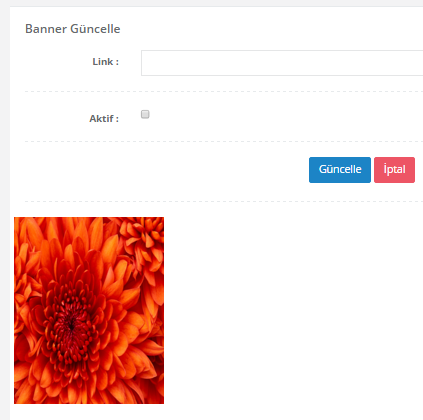 Banner Güncelle
Link :
Aktif :
Güncelle İptal